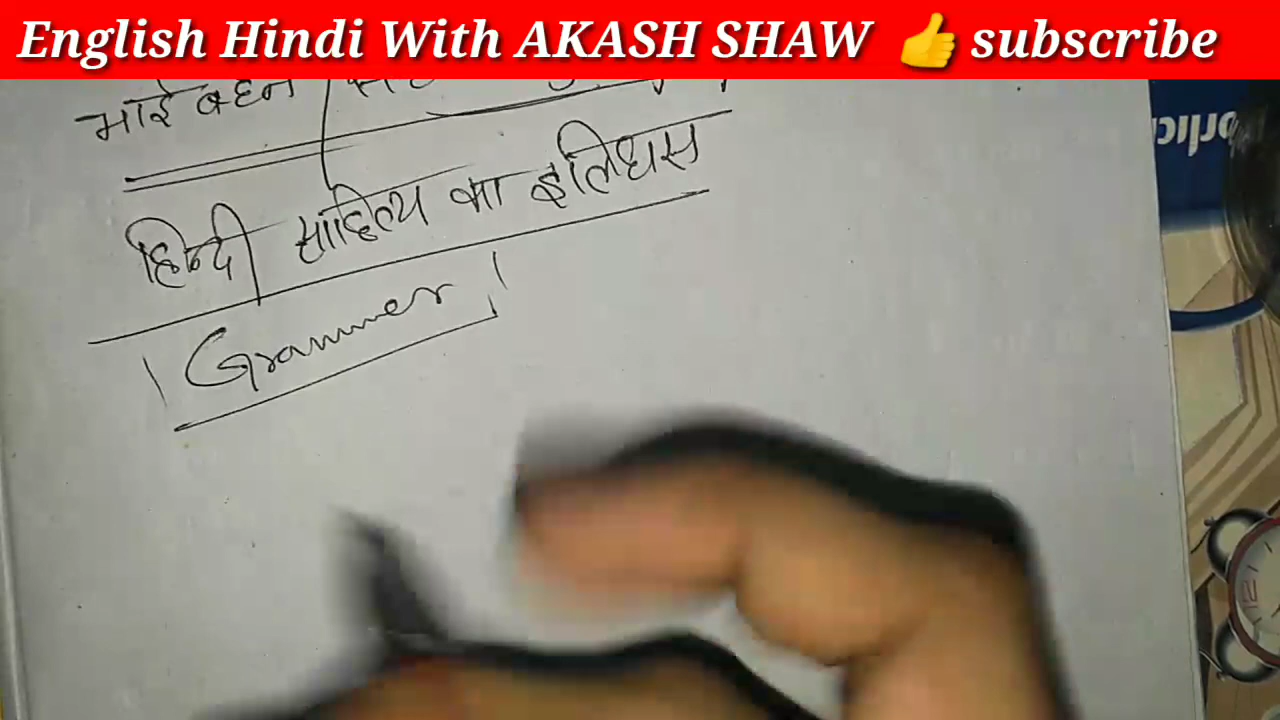 English Hindi With AKASH SHAW 👍 subscribe
भाई बहन
हिन्दी साहित्य का इतिहास
Grammer